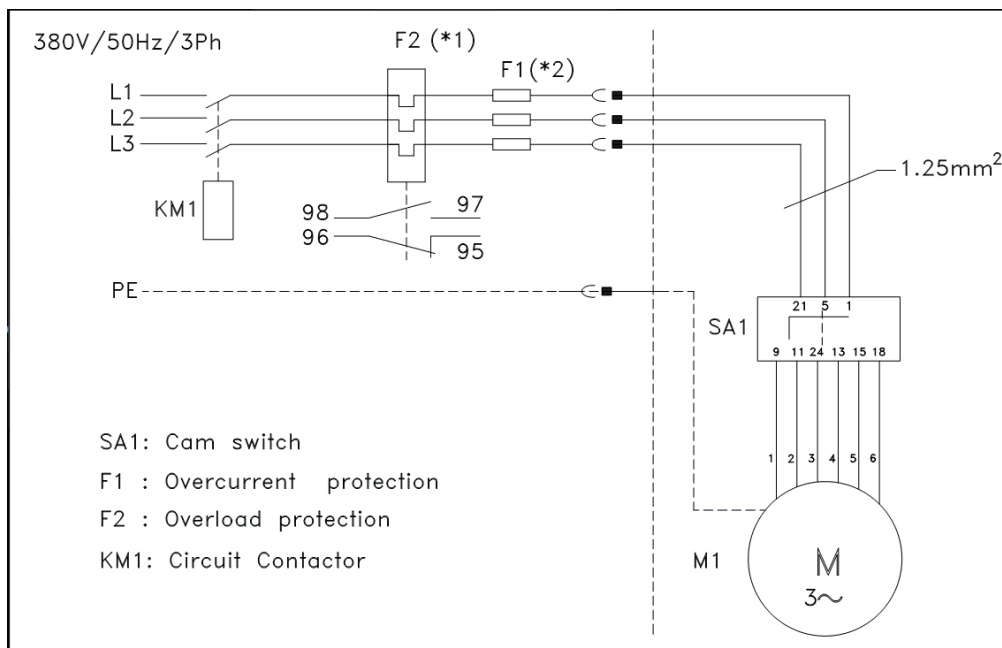 380V/50Hz/3Ph
F2 (*1)
F1(*2)
L1
L2
L3
1.25mm²
KM1
98
97
96
95
PE
21 5 1
SA1
9 11 24 13 15 18
SA1: Cam switch
F1 : Overcurrent protection
F2 : Overload protection
KM1: Circuit Contactor
1 2 3 4 5 6
M1
M
3~